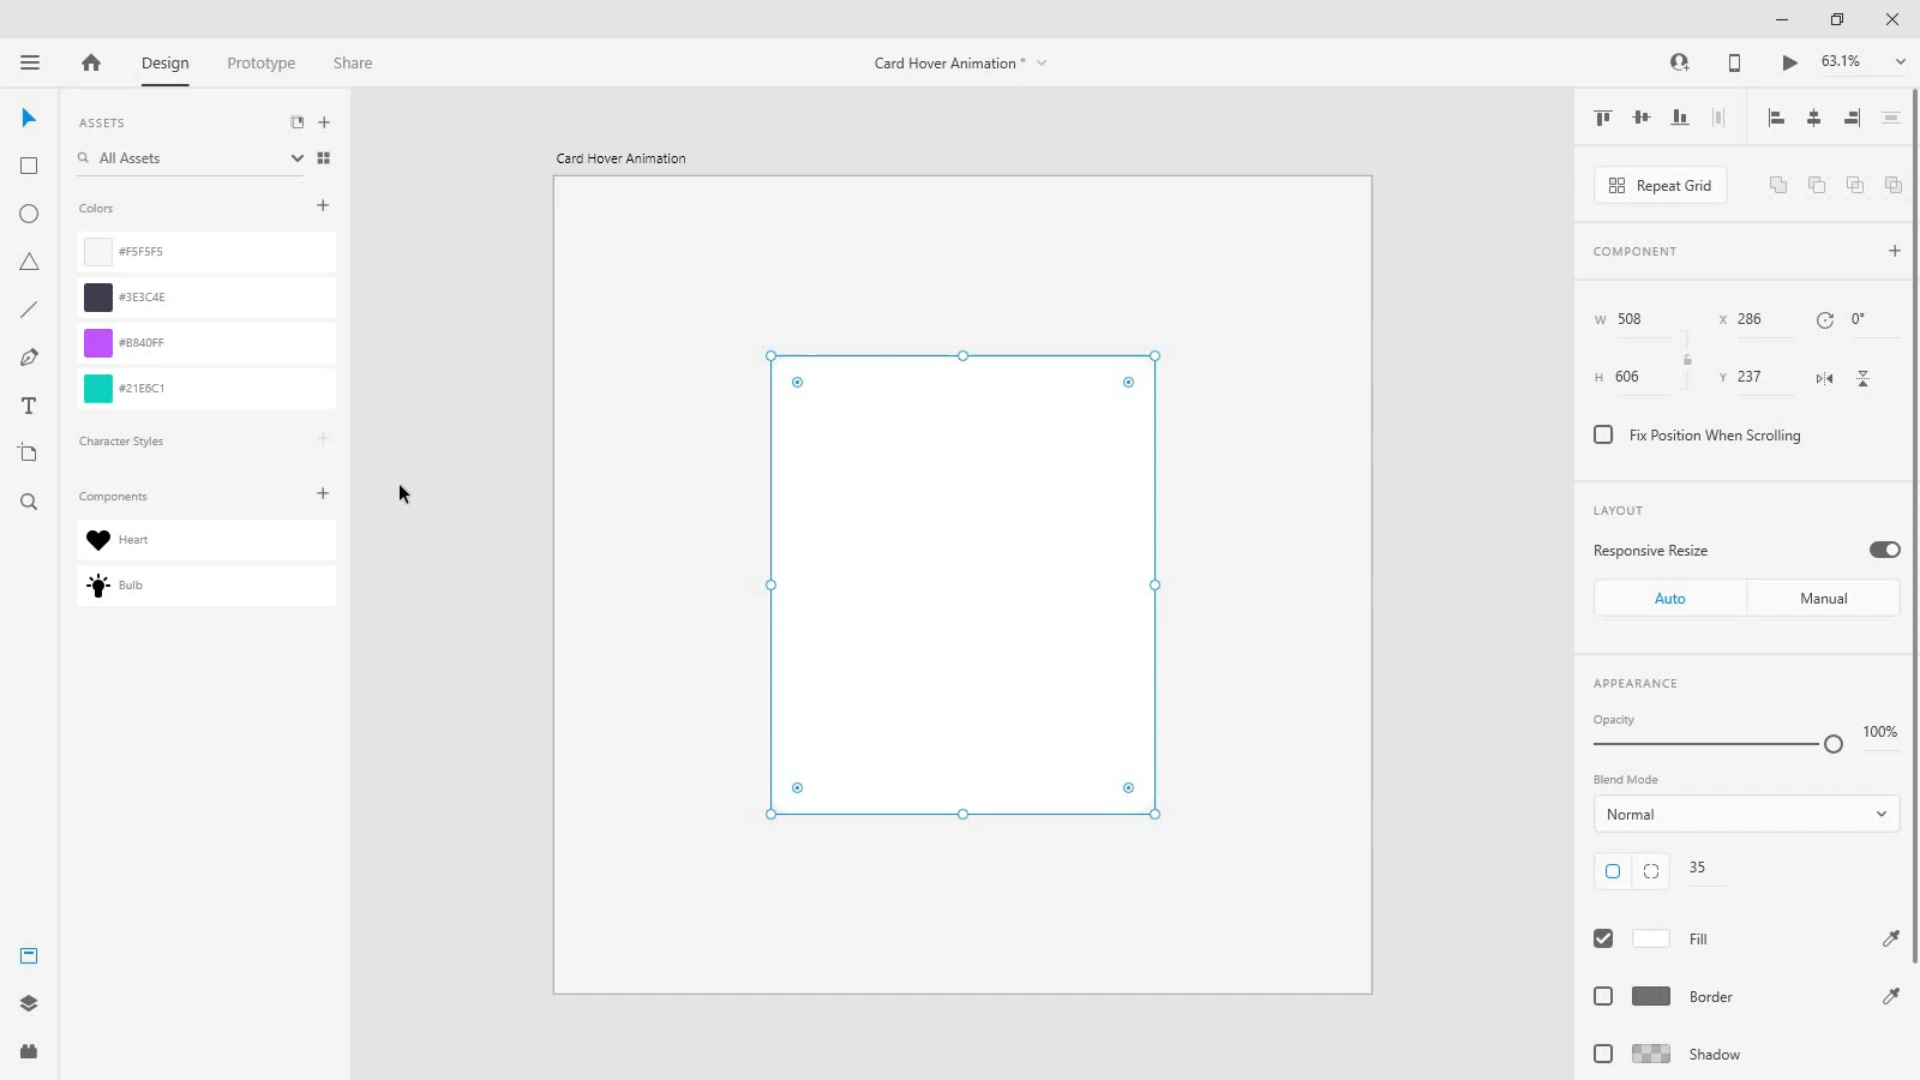 Design Prototype Share
Card Hover Animation *
63.1%
ASSETS
All Assets
Colors
#F5F5F5
#3E3C4E
#B840FF
#21E6C1
Character Styles
Components
Heart
Bulb
Card Hover Animation
Repeat Grid
COMPONENT
W 508 X 286 0°
H 606 Y 237
Fix Position When Scrolling
LAYOUT
Responsive Resize
Auto Manual
APPEARANCE
Opacity
100%
Blend Mode
Normal
35
Fill
Border
Shadow